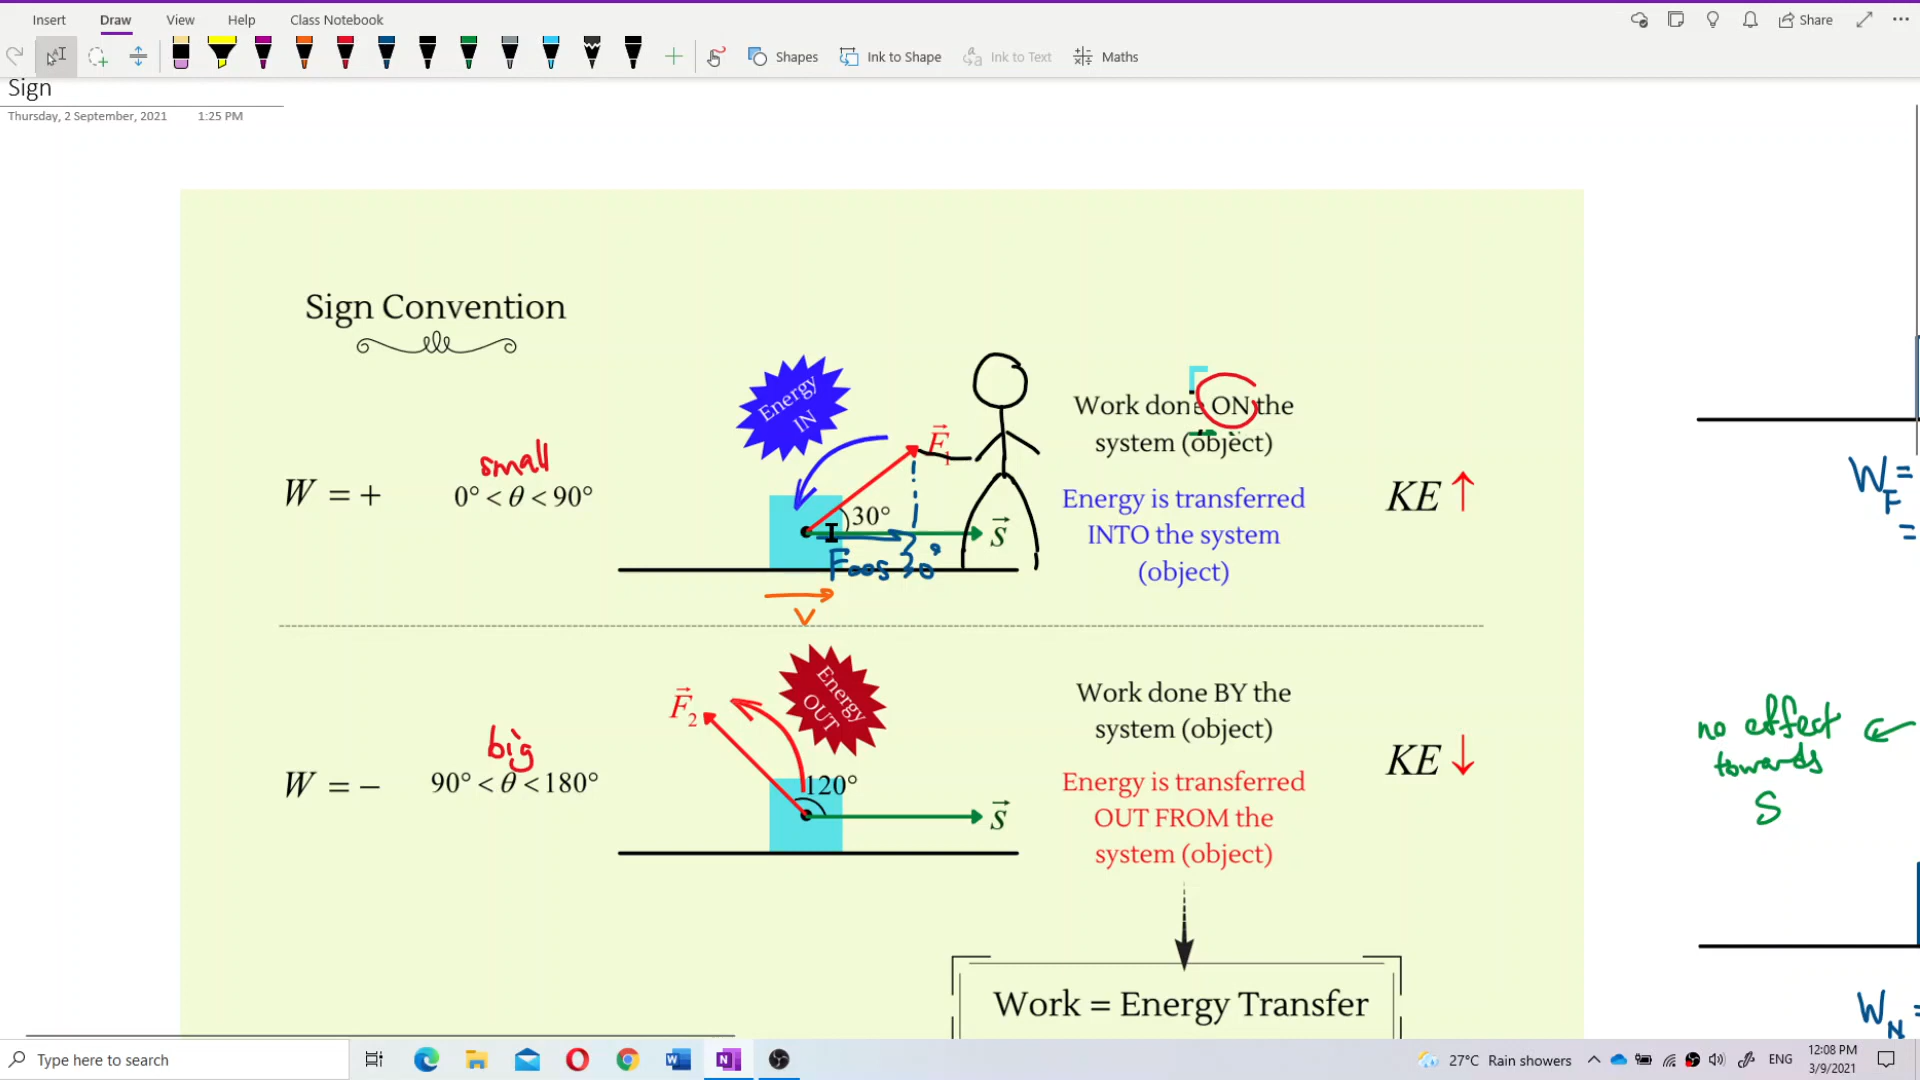 Insert Draw View Help Class Notebook Share
Shapes Ink to Shape Ink to Text Maths
Sign
Thursday, 2 September, 2021 1:25 PM
Sign Convention
Energy IN
Work done ON the
system (object)
F₁
small
W = + 0° < θ < 90°
30°
s
Fcos 30°
v
Energy is transferred
INTO the system
(object)
KE ↑
W_F =
=
Energy OUT
F₂
Work done BY the
system (object)
big
W = − 90° < θ < 180°
120°
s
Energy is transferred
OUT FROM the
system (object)
KE ↓
no effect
towards
S
Work = Energy Transfer
W_N =
Type here to search
27°C Rain showers
ENG
12:08 PM
3/9/2021